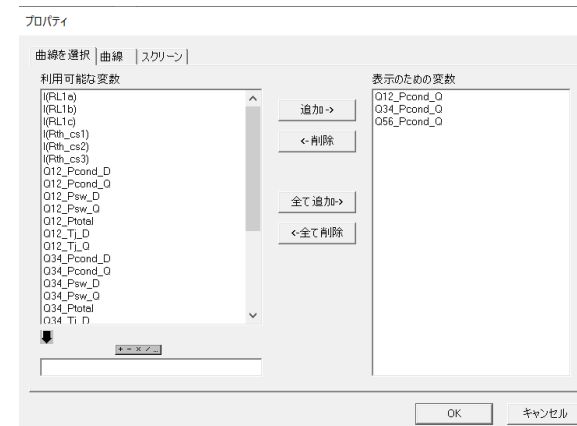 プロパティ
曲線を選択 曲線 スクリーン
利用可能な変数
I(RL1a)
I(RL1b)
I(RL1c)
I(Rth_cs1)
I(Rth_cs2)
I(Rth_cs3)
Q12_Pcond_D
Q12_Pcond_Q
Q12_Psw_D
Q12_Psw_Q
Q12_Ptotal
Q12_Tj_D
Q12_Tj_Q
Q34_Pcond_D
Q34_Pcond_Q
Q34_Psw_D
Q34_Psw_Q
Q34_Ptotal
Q34_Tj_D
追加->
<-削除
全て追加->
<-全て削除
表示のための変数
Q12_Pcond_Q
Q34_Pcond_Q
Q56_Pcond_Q
+ - × / ...
OK キャンセル